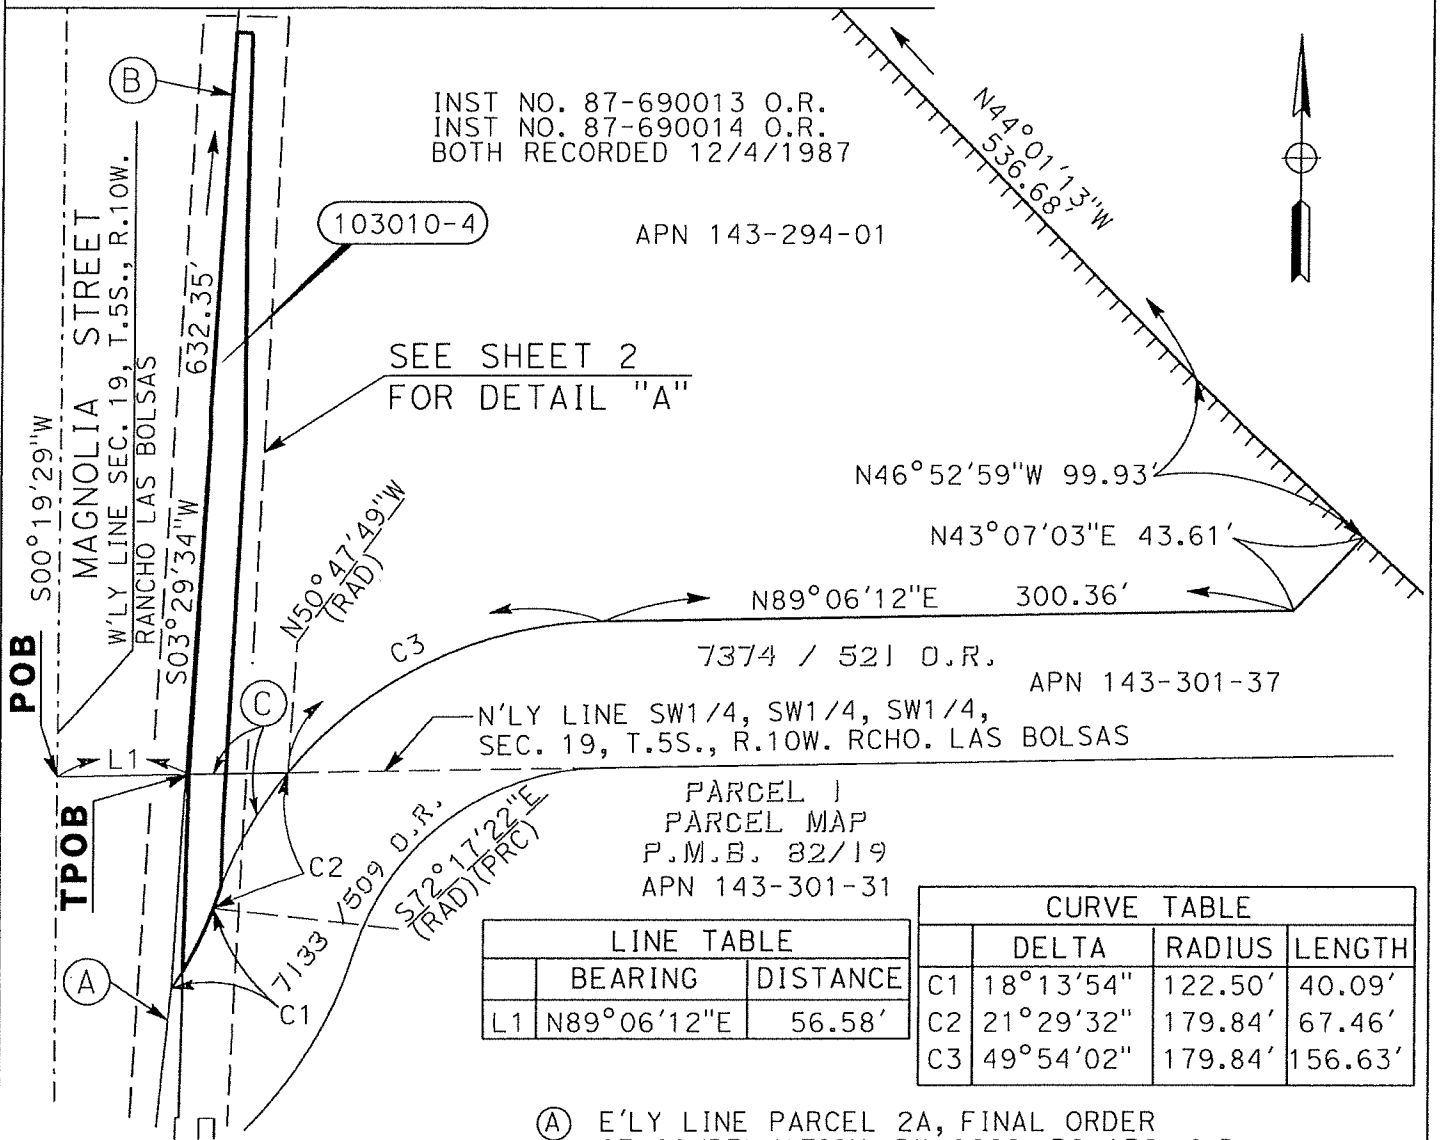 B
INST NO. 87-690013 O.R.
INST NO. 87-690014 O.R.
BOTH RECORDED 12/4/1987
N44°01'13"W
536.68'
103010-4
APN 143-294-01
MAGNOLIA STREET
W'LY LINE SEC. 19, T.5S., R.10W.
RANCHO LAS BOLSAS
S00°19'29"W
632.35'
S03°29'34"W
SEE SHEET 2
FOR DETAIL "A"
N46°52'59"W 99.93'
N43°07'03"E 43.61'
N50°47'49"W
(RAD)
N89°06'12"E 300.36'
C3
7374 / 521 O.R.
APN 143-301-37
POB
C
N'LY LINE SW1/4, SW1/4, SW1/4,
SEC. 19, T.5S., R.10W. RCHO. LAS BOLSAS
L1
TPOB
PARCEL 1
PARCEL MAP
P.M.B. 82/19
APN 143-301-31
7133 /509 O.R.
S72°17'22"E
(RAD)(PRC)
C2
A
C1
LINE TABLE
BEARING DISTANCE
L1 N89°06'12"E 56.58'
CURVE TABLE
DELTA RADIUS LENGTH
C1 18°13'54" 122.50' 40.09'
C2 21°29'32" 179.84' 67.46'
C3 49°54'02" 179.84' 156.63'
A E'LY LINE PARCEL 2A, FINAL ORDER